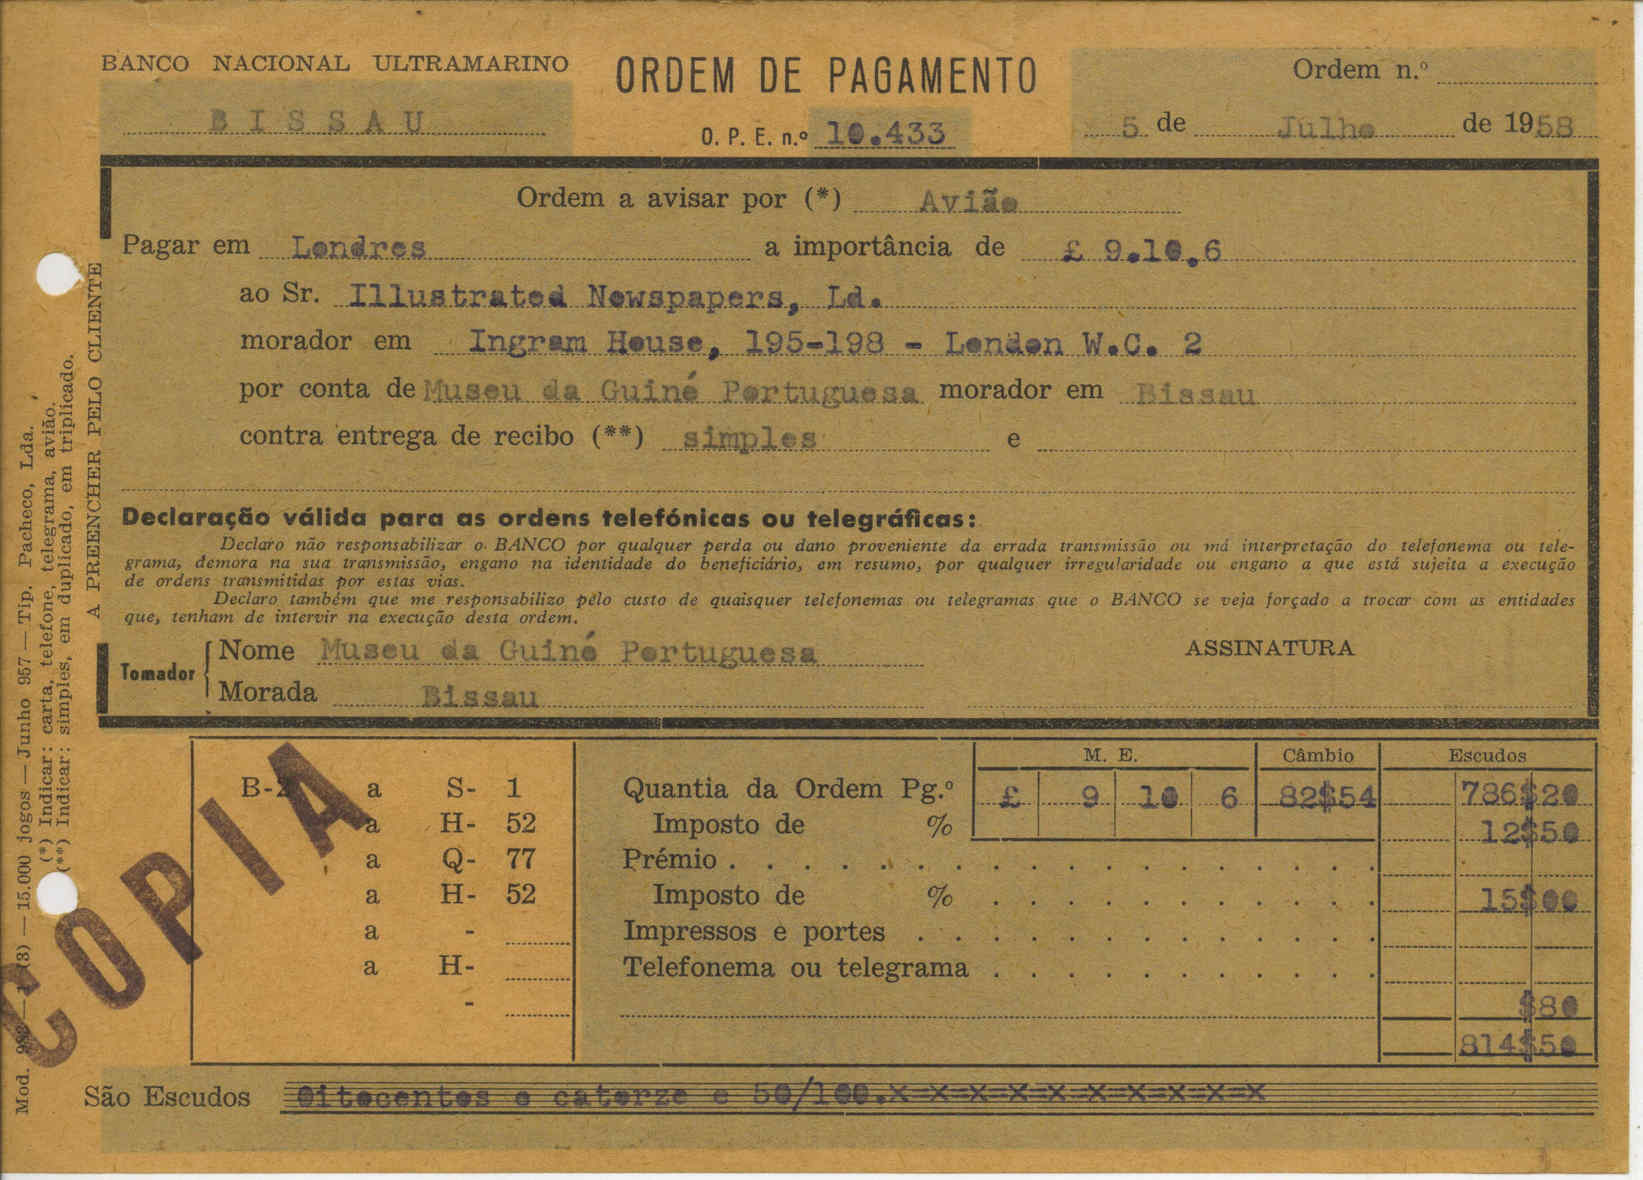 BANCO NACIONAL ULTRAMARINO
ORDEM DE PAGAMENTO
Ordem n.º
BISSAU
O. P. E. n.º 10.433
5 de Julho de 1958
Ordem a avisar por (*) Avião
Pagar em Londres a importância de £ 9.10.6
ao Sr. Illustrated Newspapers, Ld.
morador em Ingram House, 195-198 - London W.C. 2
por conta de Museu da Guiné Portuguesa morador em Bissau
contra entrega de recibo (**) simples e
Declaração válida para as ordens telefónicas ou telegráficas:
Declaro não responsabilizar o BANCO por qualquer perda ou dano proveniente da errada transmissão ou má interpretação do telefonema ou tele-
grama, demora na sua transmissão, engano na identidade do beneficiário, em resumo, por qualquer irregularidade ou engano a que está sujeita a execução
de ordens transmitidas por estas vias.
Declaro também que me responsabilizo pelo custo de quaisquer telefonemas ou telegramas que o BANCO se veja forçado a trocar com as entidades
que, tenham de intervir na execução desta ordem.
Tomador
Nome Museu da Guiné Portuguesa
ASSINATURA
Morada Bissau
A PREENCHER PELO CLIENTE
(*) Indicar: carta, telefone, telegrama, avião.
(**) Indicar: simples, em duplicado, em triplicado.
Mod. (3) — 15.000 jogos — Junho 957 — Tip. Pacheco, Lda.
COPIA
B-2 a S- 1
a H- 52
a Q- 77
a H- 52
a -
a H-
-
M. E. Câmbio Escudos
Quantia da Ordem Pg.º £ 9 10 6 82$54 786$20
Imposto de % 12$50
Prémio
Imposto de % 15$00
Impressos e portes
Telefonema ou telegrama
$80
814$50
São Escudos Oitocentos e catorze e 50/100.x-x-x-x-x-x-x-x-x-x